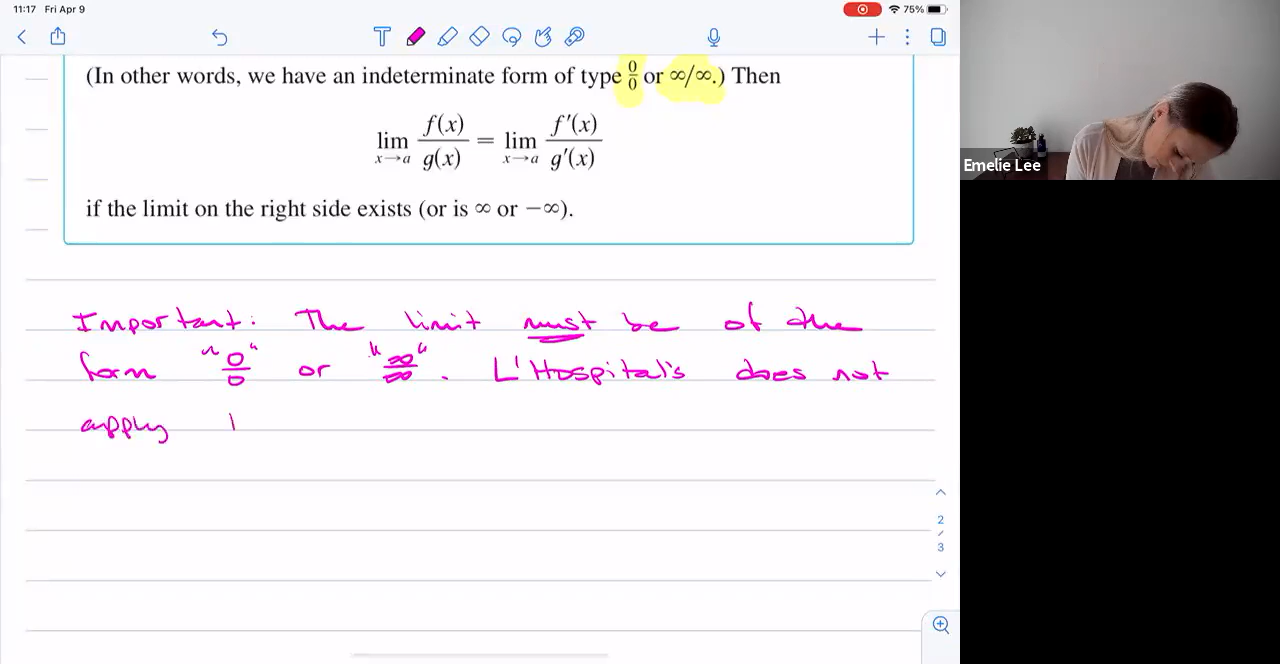 11:17 Fri Apr 9
75%
(In other words, we have an indeterminate form of type 0/0 or ∞/∞.) Then
lim x→a f(x)/g(x) = lim x→a f′(x)/g′(x)
if the limit on the right side exists (or is ∞ or −∞).
Important: The limit must be of the
form "0/0" or "∞/∞". L'Hospital's does not
apply
2
/
3
Emelie Lee